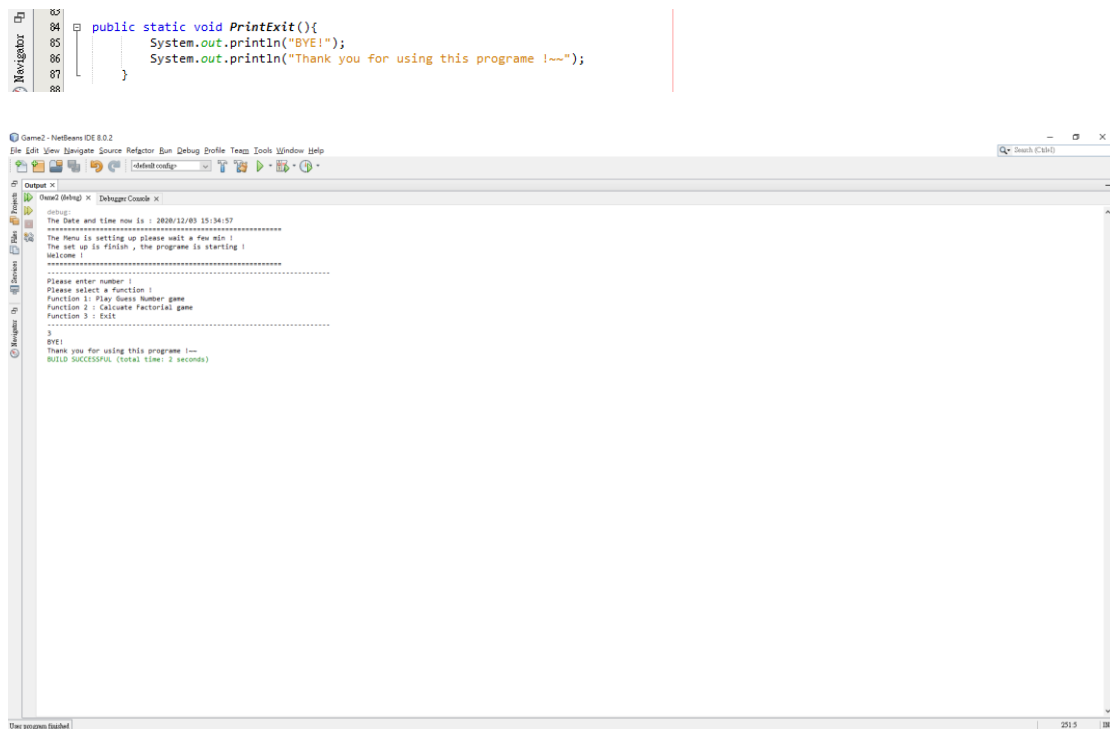 83
84 public static void PrintExit(){
85 System.out.println("BYE!");
86 System.out.println("Thank you for using this programe !~~");
87 }
88
Navigator
Game2 - NetBeans IDE 8.0.2
File Edit View Navigate Source Refactor Run Debug Profile Team Tools Window Help
<default config>
Search (Ctrl+I)
Output ×
Game2 (debug) × Debugger Console ×
Projects
Files
Services
Navigator
debug:
The Date and time now is : 2020/12/03 15:34:57
==========================================================
The Menu is setting up please wait a few min !
The set up is finish , the programe is starting !
Welcome !
==========================================================
----------------------------------------------------------------------
Please enter number !
Please select a function !
Function 1: Play Guess Number game
Function 2 : Calcuate Factorial game
Function 3 : Exit
----------------------------------------------------------------------
3
BYE!
Thank you for using this programe !~~
BUILD SUCCESSFUL (total time: 2 seconds)
User program finished
251:5